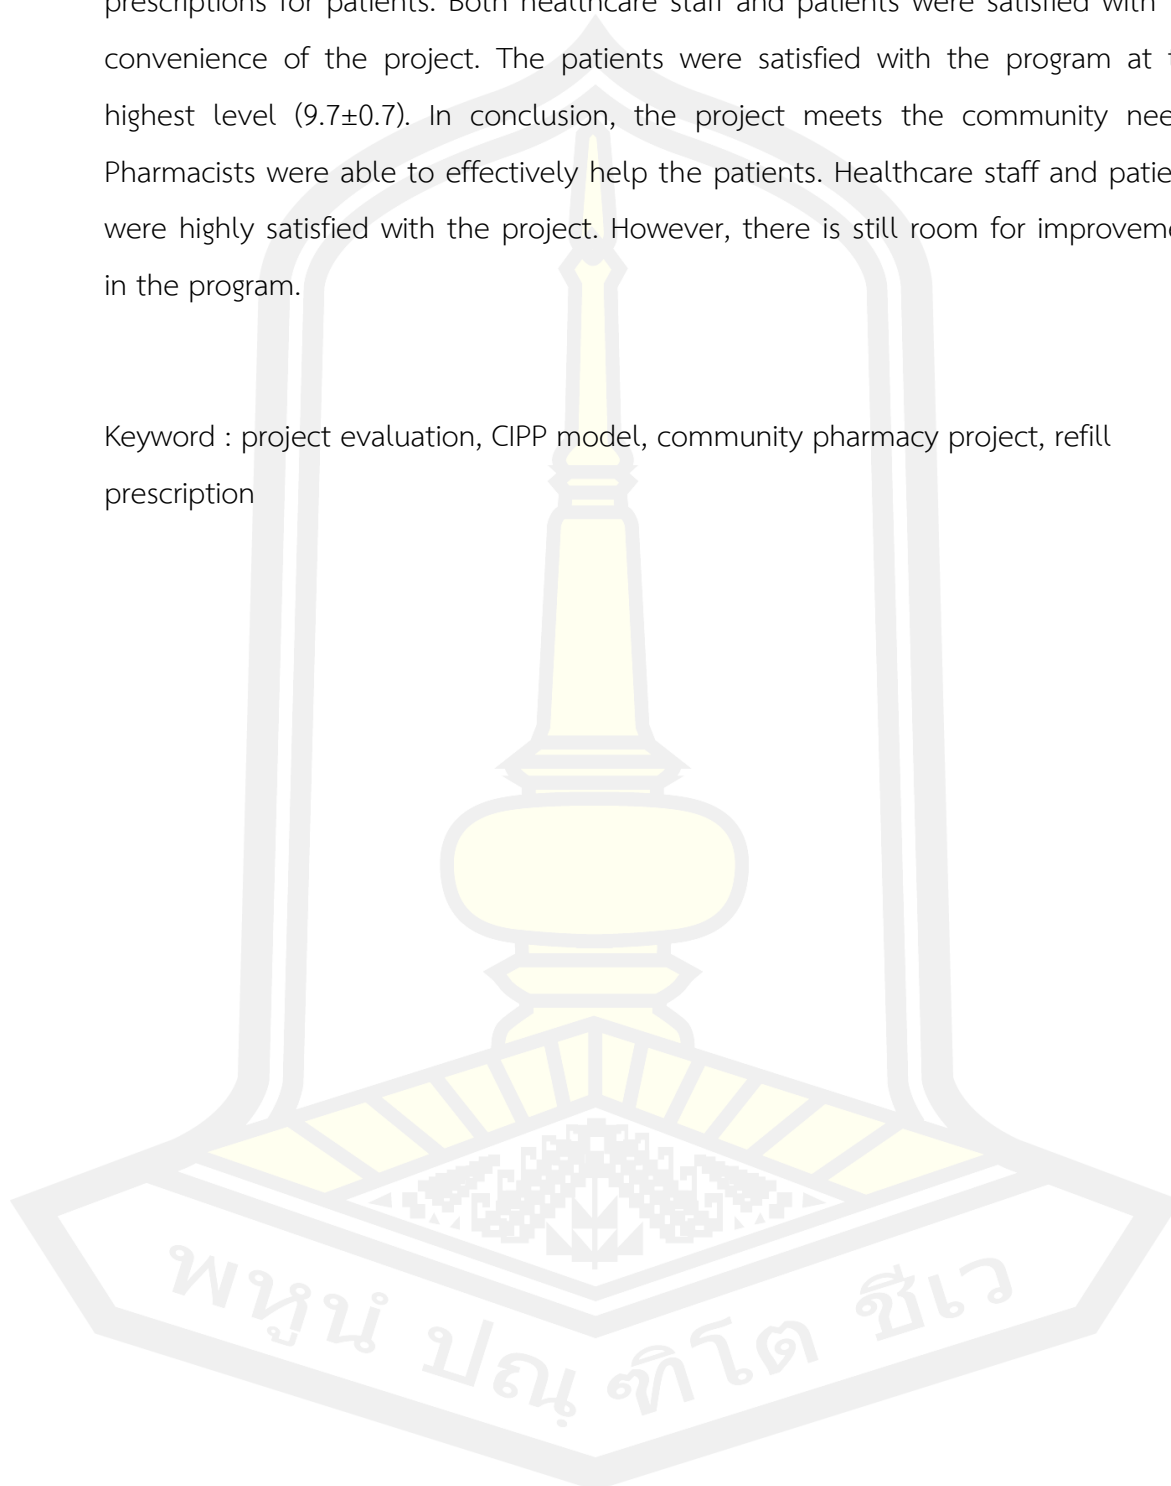 prescriptions for patients. Both healthcare staff and patients were satisfied with
convenience of the project. The patients were satisfied with the program at
highest level (9.7±0.7). In conclusion, the project meets the community
Pharmacists were able to effectively help the patients. Healthcare staff and
were highly satisfied with the project. However, there is still room for
in the program.
Keyword : project evaluation, CIPP model, community pharmacy project, refill
prescription
พหูนํ ปณฺฑิโต ชีเว